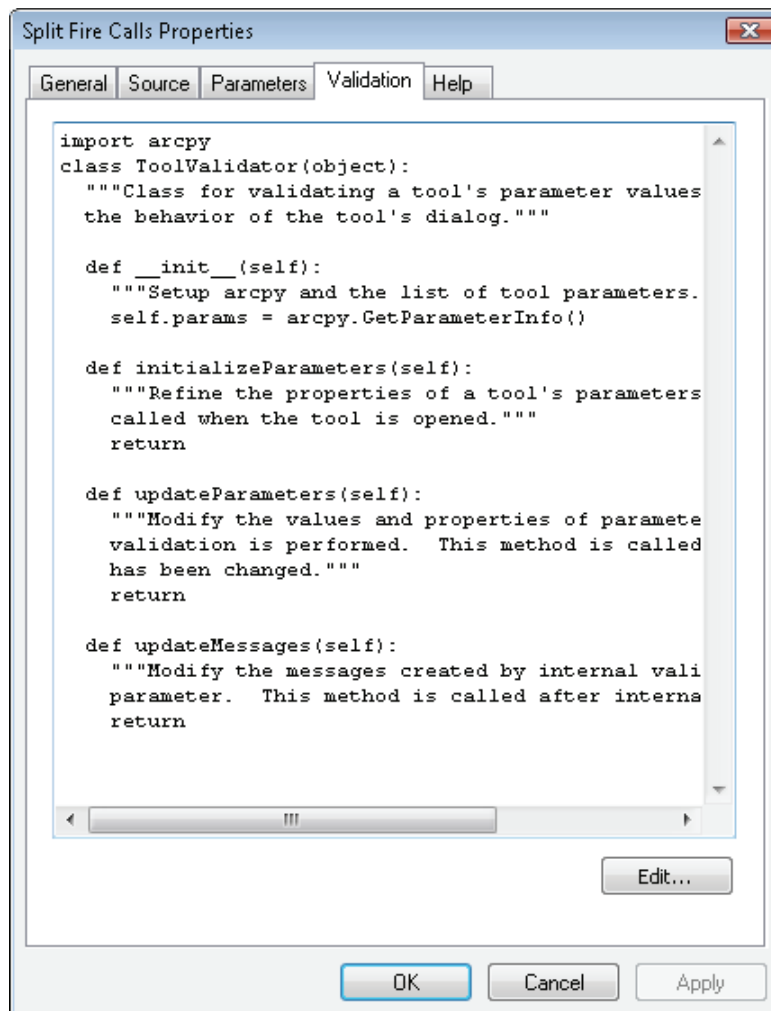 Split Fire Calls Properties
General Source Parameters Validation Help
import arcpy
class ToolValidator(object):
  """Class for validating a tool's parameter values
  the behavior of the tool's dialog."""
  def __init__(self):
    """Setup arcpy and the list of tool parameters.
    self.params = arcpy.GetParameterInfo()
  def initializeParameters(self):
    """Refine the properties of a tool's parameters
    called when the tool is opened."""
    return
  def updateParameters(self):
    """Modify the values and properties of paramete
    validation is performed.  This method is called
    has been changed."""
    return
  def updateMessages(self):
    """Modify the messages created by internal vali
    parameter.  This method is called after interna
    return
Edit...
OK Cancel Apply